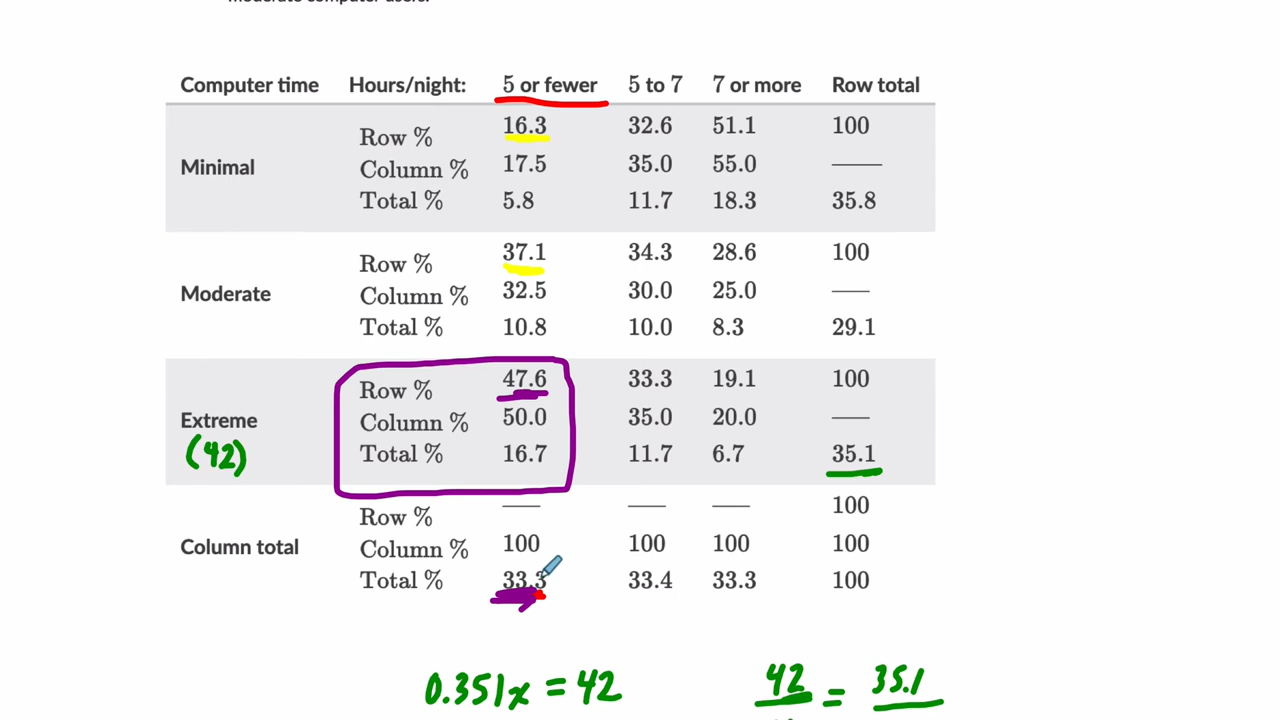 moderate computer users.
Computer time Hours/night: 5 or fewer 5 to 7 7 or more Row total
Minimal
Row % 16.3 32.6 51.1 100
Column % 17.5 35.0 55.0 —
Total % 5.8 11.7 18.3 35.8
Moderate
Row % 37.1 34.3 28.6 100
Column % 32.5 30.0 25.0 —
Total % 10.8 10.0 8.3 29.1
Extreme
(42)
Row % 47.6 33.3 19.1 100
Column % 50.0 35.0 20.0 —
Total % 16.7 11.7 6.7 35.1
Column total
Row % — — — 100
Column % 100 100 100 100
Total % 33.3 33.4 33.3 100
0.351x = 42
42 = 35.1